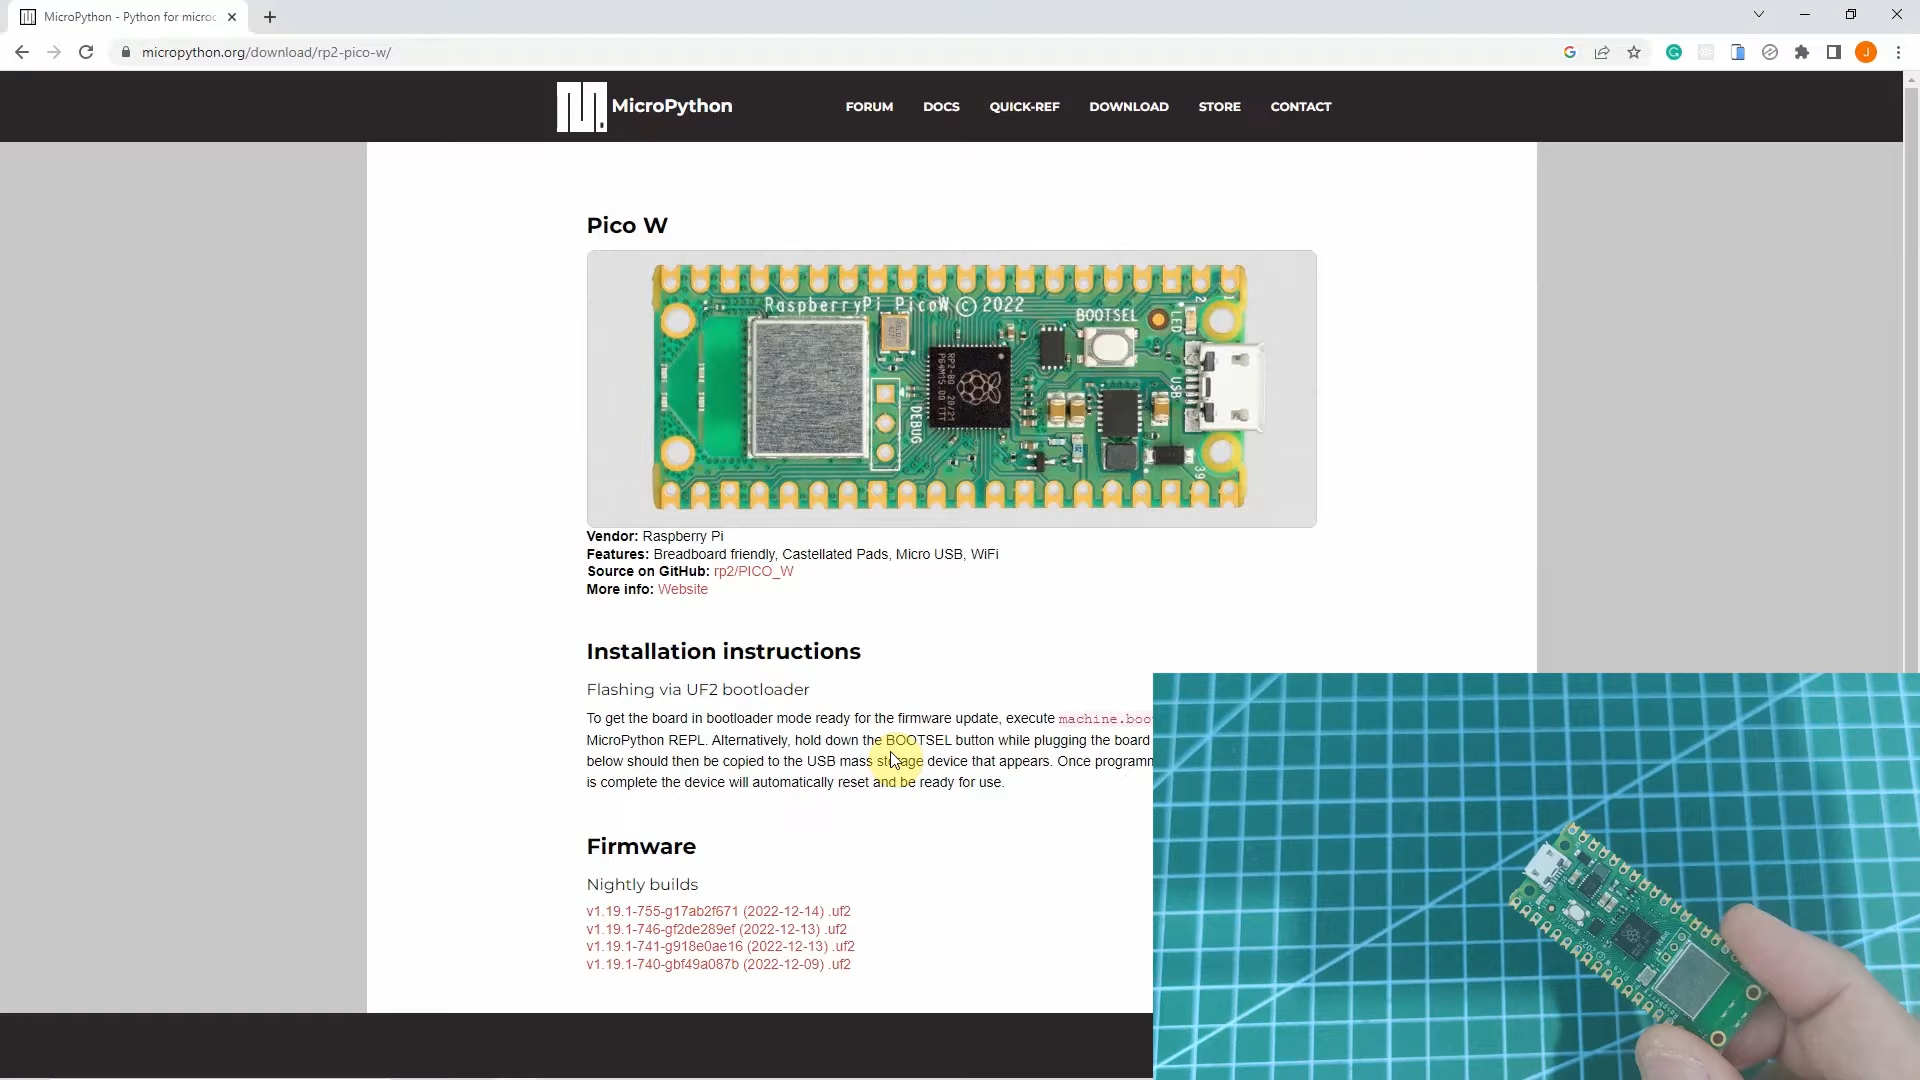 MicroPython - Python for microc
micropython.org/download/rp2-pico-w/
J
MicroPython
FORUM
DOCS
QUICK-REF
DOWNLOAD
STORE
CONTACT
Pico W
RaspberryPi PicoW © 2022
BOOTSEL
LED
2
1
USB
DEBUG
39
Vendor: Raspberry Pi
Features: Breadboard friendly, Castellated Pads, Micro USB, WiFi
Source on GitHub: rp2/PICO_W
More info: Website
Installation instructions
Flashing via UF2 bootloader
To get the board in bootloader mode ready for the firmware update, execute machine.boo
MicroPython REPL. Alternatively, hold down the BOOTSEL button while plugging the board
below should then be copied to the USB mass storage device that appears. Once programm
is complete the device will automatically reset and be ready for use.
Firmware
Nightly builds
v1.19.1-755-g17ab2f671 (2022-12-14) .uf2
v1.19.1-746-gf2de289ef (2022-12-13) .uf2
v1.19.1-741-g918e0ae16 (2022-12-13) .uf2
v1.19.1-740-gbf49a087b (2022-12-09) .uf2